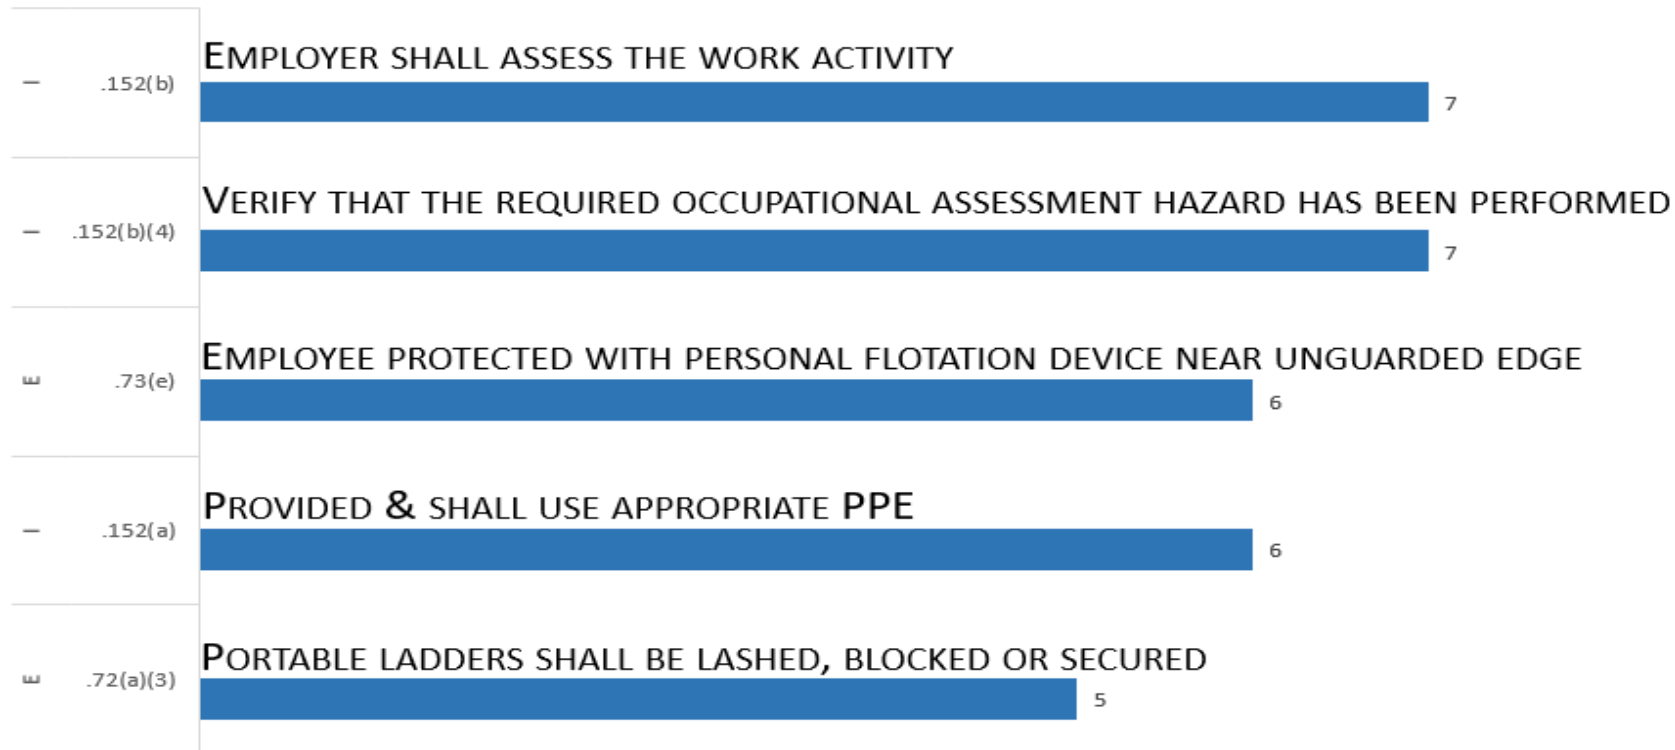 EMPLOYER SHALL ASSESS THE WORK ACTIVITY
I .152(b) 7
VERIFY THAT THE REQUIRED OCCUPATIONAL ASSESSMENT HAZARD HAS BEEN PERFORMED
I .152(b)(4) 7
EMPLOYEE PROTECTED WITH PERSONAL FLOTATION DEVICE NEAR UNGUARDED EDGE
E .73(e) 6
PROVIDED & SHALL USE APPROPRIATE PPE
I .152(a) 6
PORTABLE LADDERS SHALL BE LASHED, BLOCKED OR SECURED
E .72(a)(3) 5